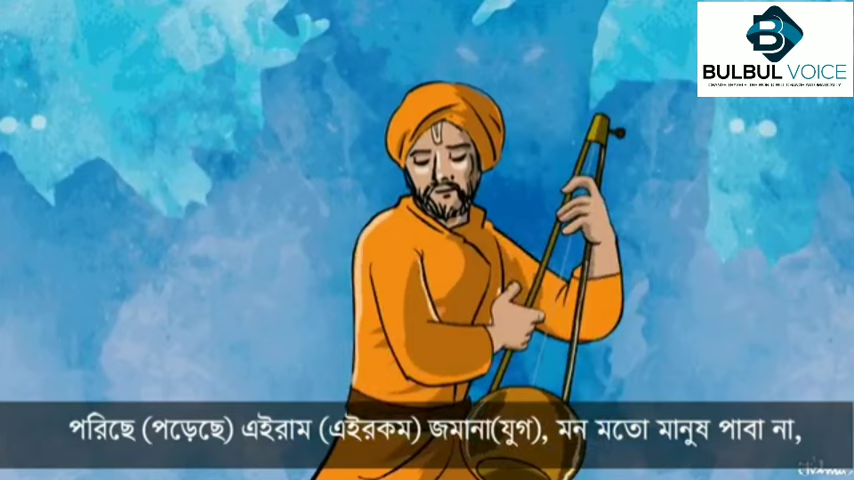 BULBUL VOICE
পরিছে (পড়েছে) এইরাম (এইরকম) জমানা(যুগ), মন মতো মানুষ পাবা না,